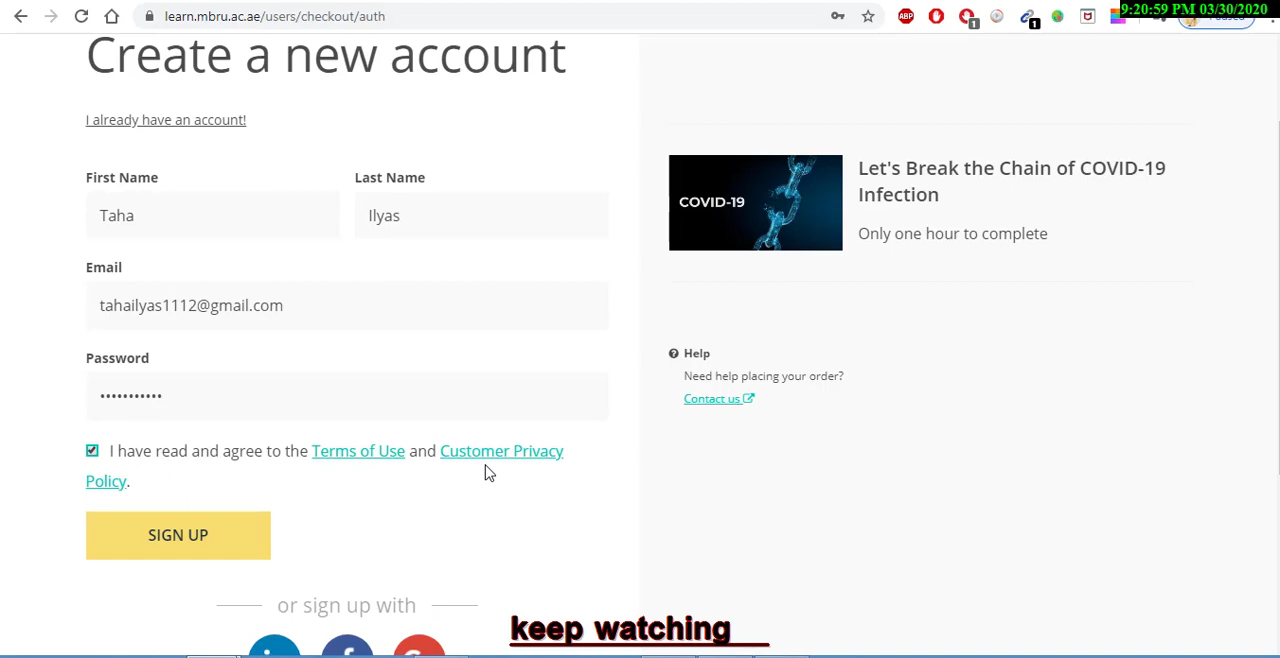 learn.mbru.ac.ae/users/checkout/auth
ABP
1
1
9:20:59 PM 03/30/2020
Create a new account
I already have an account!
First Name
Last Name
Taha
Ilyas
Email
tahailyas1112@gmail.com
Password
•••••••••••
I have read and agree to the Terms of Use and Customer Privacy
Policy.
SIGN UP
or sign up with
COVID-19
Let's Break the Chain of COVID-19
Infection
Only one hour to complete
Help
Need help placing your order?
Contact us
keep watching